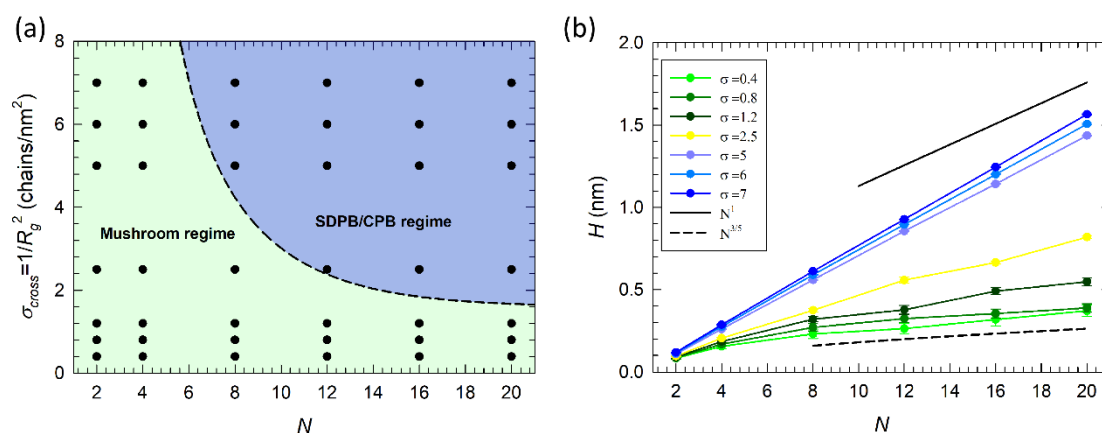 (a)
8
6
4
2
0
σcross=1/Rg2 (chains/nm2)
Mushroom regime
SDPB/CPB regime
2 4 6 8 10 12 14 16 18 20
N
(b)
2.0
1.5
1.0
0.5
0.0
H (nm)
σ=0.4
σ=0.8
σ=1.2
σ=2.5
σ=5
σ=6
σ=7
N1
N3/5
2 4 6 8 10 12 14 16 18 20
N